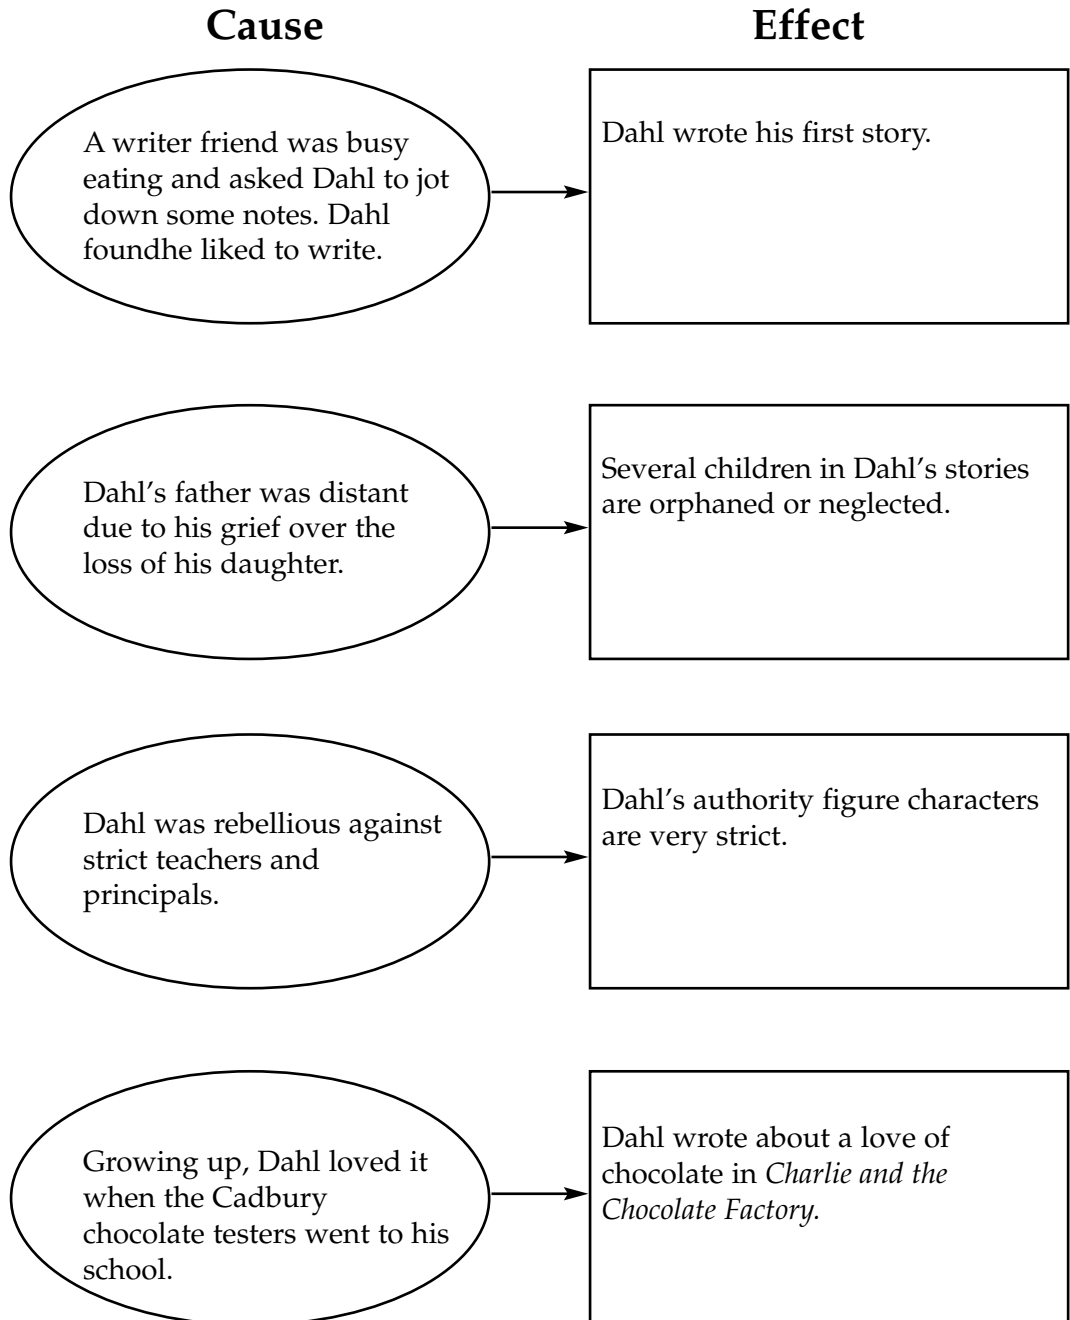 Cause
Effect
A writer friend was busy
eating and asked Dahl to jot
down some notes. Dahl
foundhe liked to write.
Dahl wrote his first story.
Dahl’s father was distant
due to his grief over the
loss of his daughter.
Several children in Dahl’s stories
are orphaned or neglected.
Dahl was rebellious against
strict teachers and
principals.
Dahl’s authority figure characters
are very strict.
Growing up, Dahl loved it
when the Cadbury
chocolate testers went to his
school.
Dahl wrote about a love of
chocolate in Charlie and the
Chocolate Factory.